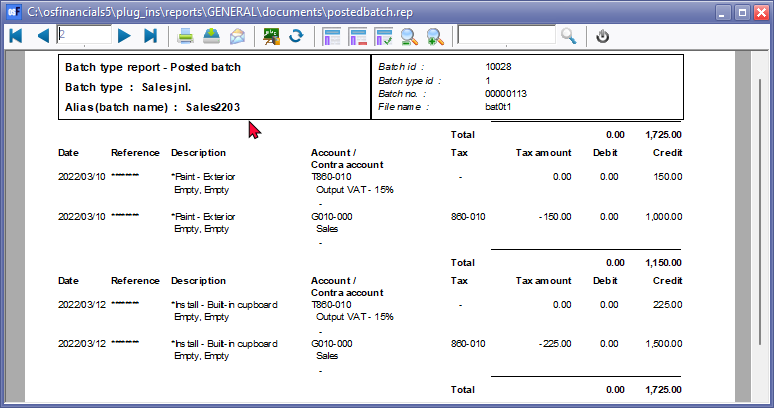 C:\osfinancials5\plug_ins\reports\GENERAL\documents\postedbatch.rep
2
Batch type report - Posted batch
Batch type : Sales jnl.
Alias (batch name) : Sales2203
Batch id : 10028
Batch type id : 1
Batch no. : 00000113
File name : bat0t1
Total 0.00 1,725.00
Date Reference Description Account / Tax Tax amount Debit Credit
Contra account
2022/03/10 ******** *Paint - Exterior T860-010 - 0.00 0.00 150.00
Empty, Empty Output VAT - 15%
-
2022/03/10 ******** *Paint - Exterior G010-000 860-010 -150.00 0.00 1,000.00
Empty, Empty Sales
-
Total 0.00 1,150.00
Date Reference Description Account / Tax Tax amount Debit Credit
Contra account
2022/03/12 ******** *Install - Built-in cupboard T860-010 - 0.00 0.00 225.00
Empty, Empty Output VAT - 15%
-
2022/03/12 ******** *Install - Built-in cupboard G010-000 860-010 -225.00 0.00 1,500.00
Empty, Empty Sales
-
Total 0.00 1,725.00